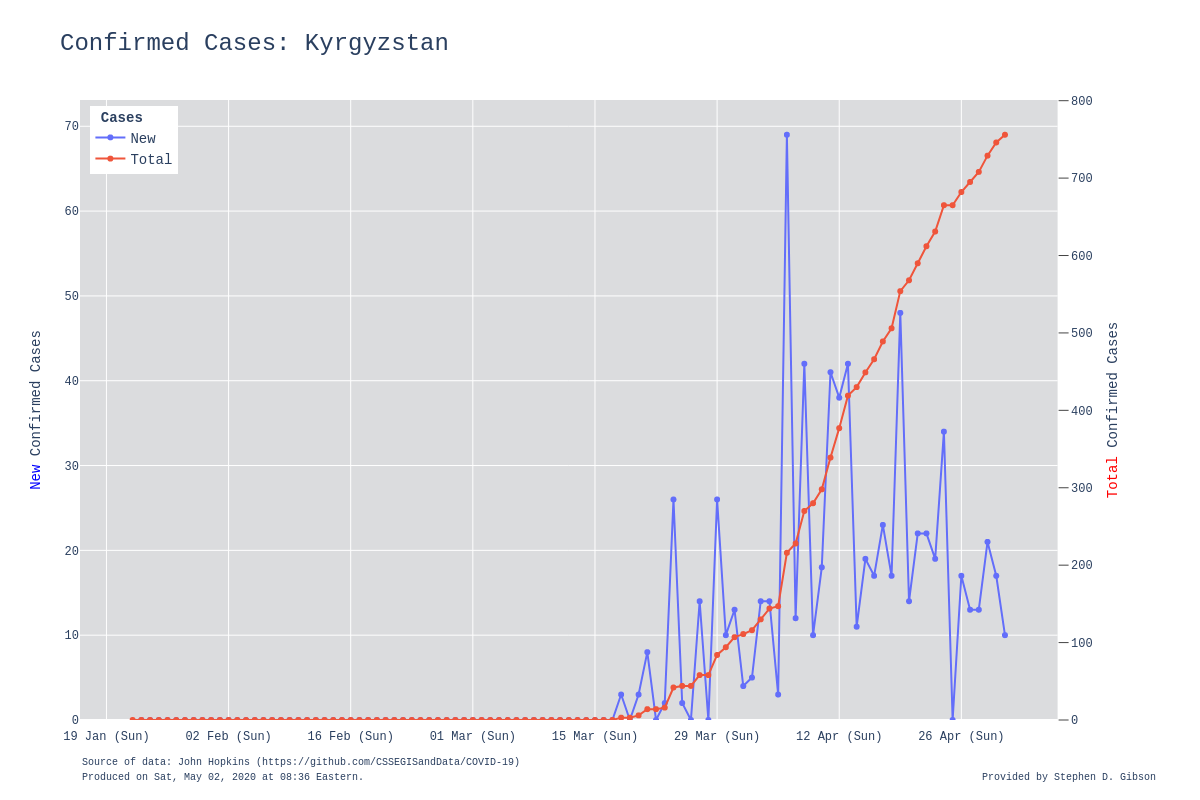 Confirmed Cases: Kyrgyzstan
Cases
New
Total
70
60
50
40
30
20
10
0
New Confirmed Cases
800
700
600
500
400
300
200
100
0
Total Confirmed Cases
19 Jan (Sun) 02 Feb (Sun) 16 Feb (Sun) 01 Mar (Sun) 15 Mar (Sun) 29 Mar (Sun) 12 Apr (Sun) 26 Apr (Sun)
Source of data: John Hopkins (https://github.com/CSSEGISandData/COVID-19)
Produced on Sat, May 02, 2020 at 08:36 Eastern.
Provided by Stephen D. Gibson